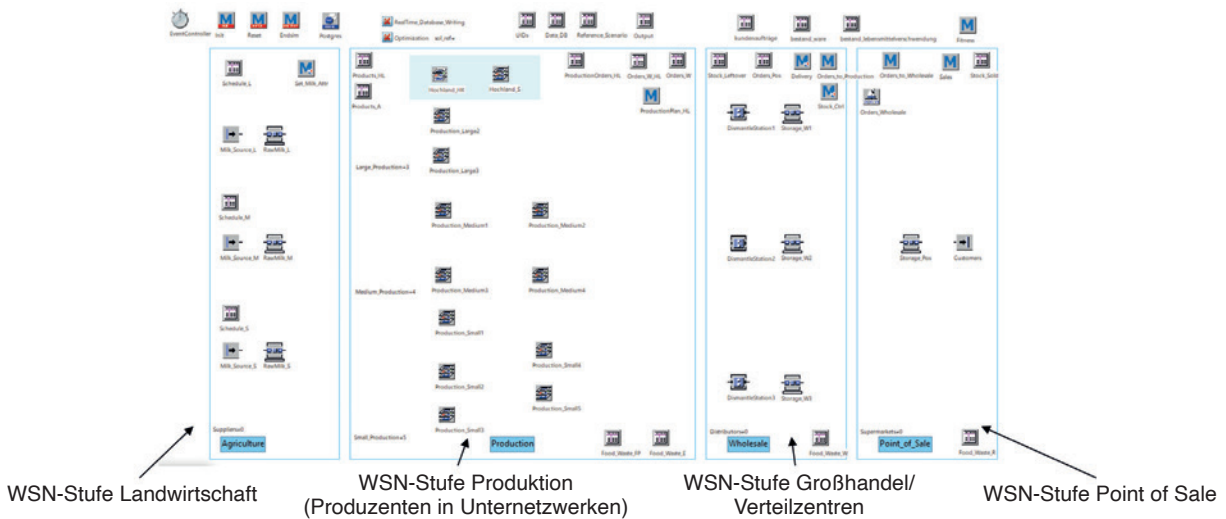 EventController
Init
Reset
EndSim
Postgres
RealTime_Database_Writing
Optimization
UIDs
Data_DB
Reference_Scenario
Output
kundenaufträge
bestand_ware
bestand_lebensmittelverschwendung
Fitness
Schedule_L
Set_Milk_Attr
Milk_Source_L
RawMilk_L
Schedule_M
Milk_Source_M
RawMilk_M
Schedule_S
Milk_Source_S
RawMilk_S
Suppliers=0
Agriculture
Products_HL
Products_A
Hochland_HR
Hochland_S
ProductionOrders_HL
Orders_W_HL
Orders_W
ProductionPlan_HL
Production_Large2
Large_Production=3
Production_Large3
Production_Medium1
Production_Medium2
Medium_Production=4
Production_Medium3
Production_Medium4
Production_Small1
Production_Small4
Production_Small2
Production_Small5
Small_Production=5
Production_Small3
Production
Food_Waste_PP
Food_Waste_E
Stock_Leftover
Orders_Pos
Delivery
Orders_to_Production
Stock_Ctrl
DismantleStation1
Storage_W1
DismantleStation2
Storage_W2
DismantleStation3
Storage_W3
Distributors=0
Wholesale
Food_Waste_W
Orders_to_Wholesale
Sales
Stock_Sold
Orders_Wholesale
Storage_Pos
Customers
Supermarkets=0
Point_of_Sale
Food_Waste_R
WSN-Stufe Landwirtschaft
WSN-Stufe Produktion
(Produzenten in Unternetzwerken)
WSN-Stufe Großhandel/
Verteilzentren
WSN-Stufe Point of Sale